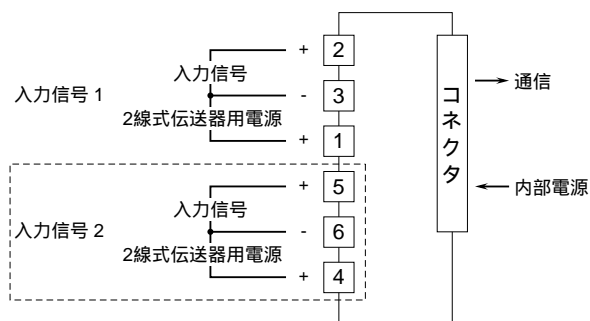 + 2
入力信号
入力信号 1
- 3
2線式伝送器用電源
+ 1
+ 5
入力信号
入力信号 2
- 6
2線式伝送器用電源
+ 4
コネクタ
通信
内部電源